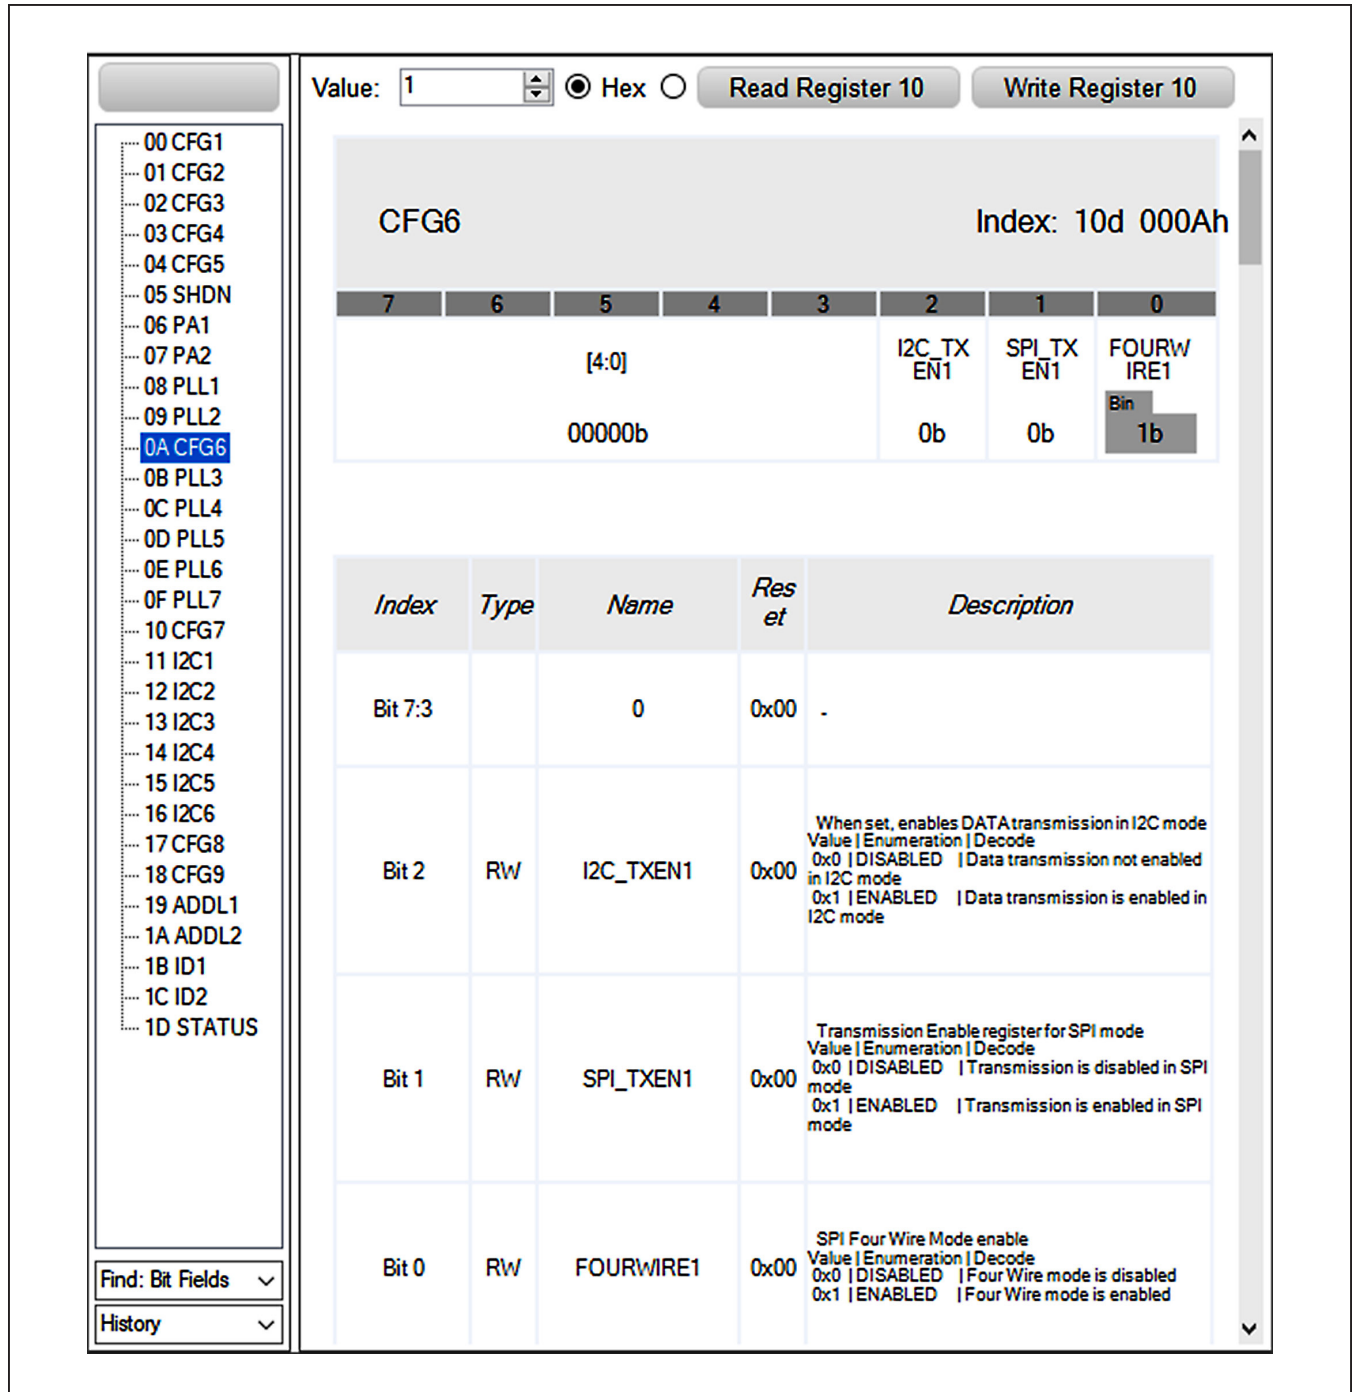 Value: 1 Hex Read Register 10 Write Register 10
00 CFG1
01 CFG2
02 CFG3
03 CFG4
04 CFG5
05 SHDN
06 PA1
07 PA2
08 PLL1
09 PLL2
0A CFG6
0B PLL3
0C PLL4
0D PLL5
0E PLL6
0F PLL7
10 CFG7
11 I2C1
12 I2C2
13 I2C3
14 I2C4
15 I2C5
16 I2C6
17 CFG8
18 CFG9
19 ADDL1
1A ADDL2
1B ID1
1C ID2
1D STATUS
Find: Bit Fields
History
CFG6 Index: 10d 000Ah
7 6 5 4 3 2 1 0
[4:0]
I2C_TX
EN1
SPI_TX
EN1
FOURW
IRE1
Bin
00000b 0b 0b 1b
Index Type Name Res
et
Description
Bit 7:3 0 0x00 -
Bit 2 RW I2C_TXEN1 0x00
When set, enables DATA transmission in I2C mode
Value | Enumeration | Decode
0x0 | DISABLED | Data transmission not enabled
in I2C mode
0x1 | ENABLED | Data transmission is enabled in
I2C mode
Bit 1 RW SPI_TXEN1 0x00
Transmission Enable register for SPI mode
Value | Enumeration | Decode
0x0 | DISABLED | Transmission is disabled in SPI
mode
0x1 | ENABLED | Transmission is enabled in SPI
mode
Bit 0 RW FOURWIRE1 0x00
SPI Four Wire Mode enable
Value | Enumeration | Decode
0x0 | DISABLED | Four Wire mode is disabled
0x1 | ENABLED | Four Wire mode is enabled